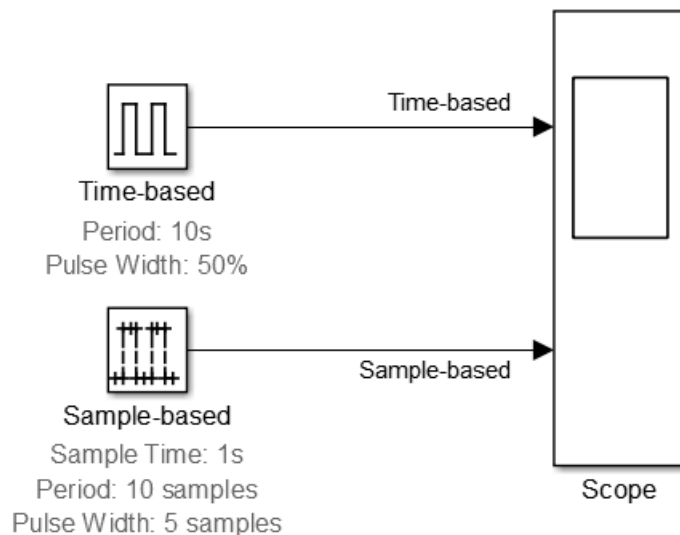 Time-based
Time-based
Period: 10s
Pulse Width: 50%
Sample-based
Sample-based
Sample Time: 1s
Period: 10 samples
Pulse Width: 5 samples
Scope